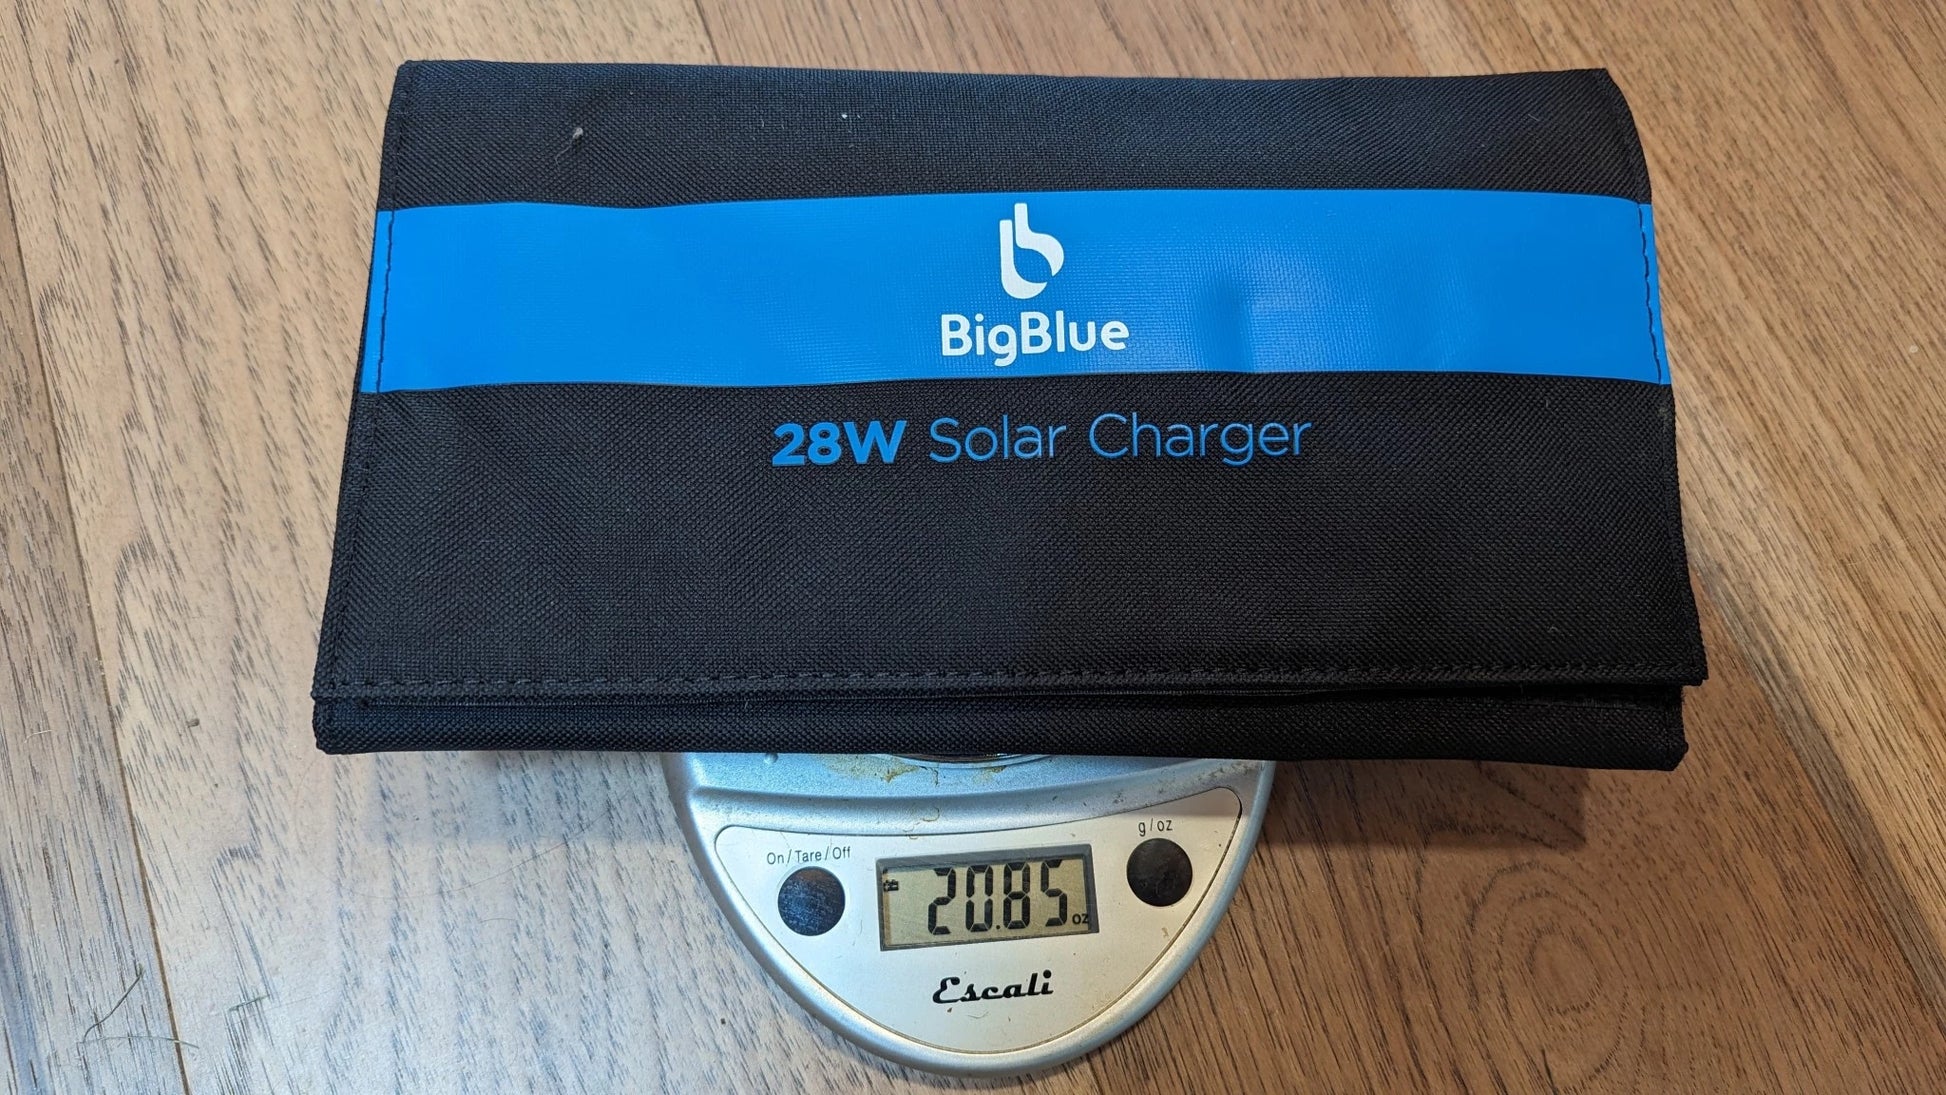 BigBlue
28W Solar Charger
On/Tare/Off
g/oz
20.85 oz
Escali